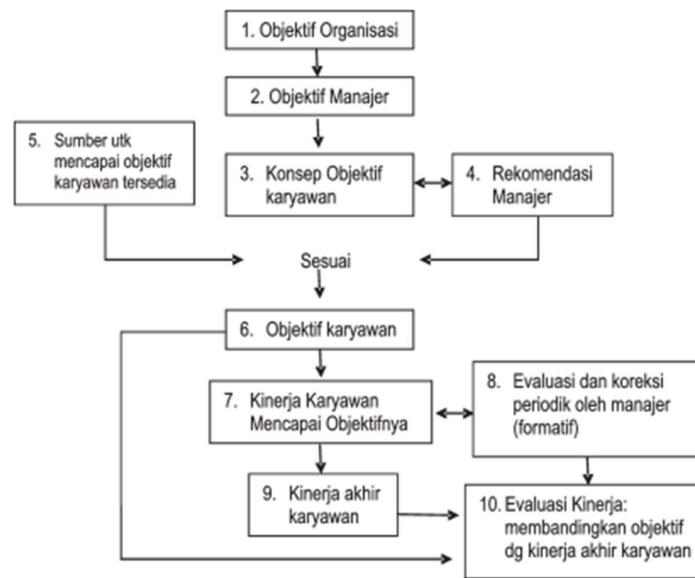 1. Objektif Organisasi
2. Objektif Manajer
5. Sumber utk
mencapai objektif
karyawan tersedia
3. Konsep Objektif
karyawan
4. Rekomendasi
Manajer
Sesuai
6. Objektif karyawan
7. Kinerja Karyawan
Mencapai Objektifnya
8. Evaluasi dan koreksi
periodik oleh manajer
(formatif)
9. Kinerja akhir
karyawan
10. Evaluasi Kinerja:
membandingkan objektif
dg kinerja akhir karyawan